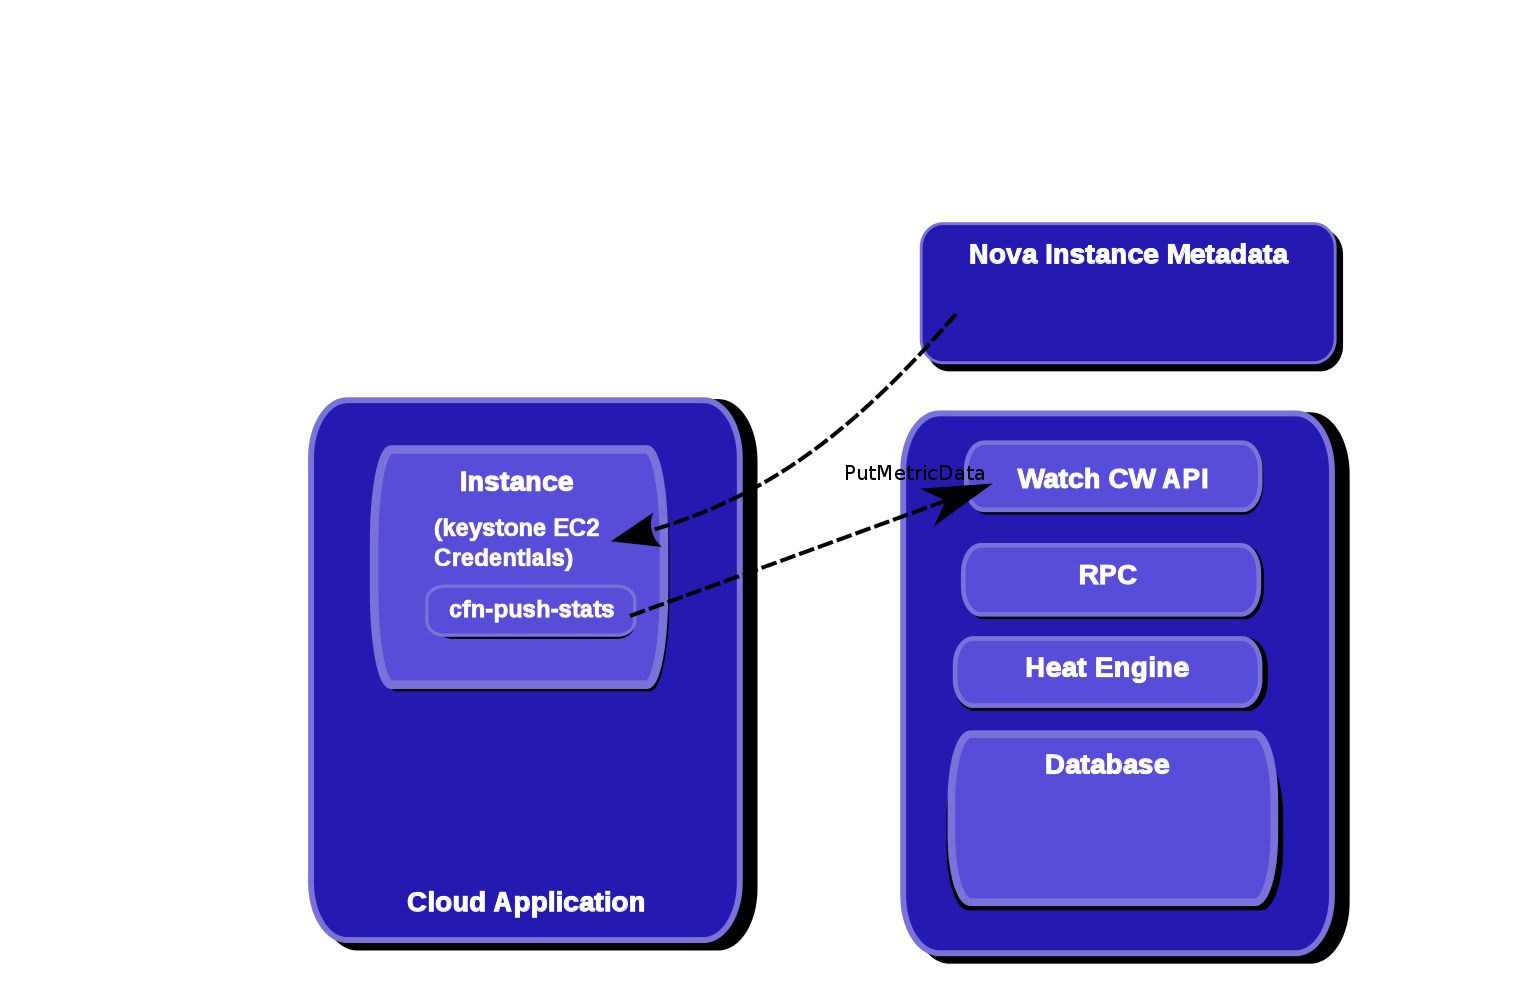 Nova Instance Metadata
Instance
(keystone EC2
Credentials)
cfn-push-stats
Cloud Application
PutMetricData
Watch CW API
RPC
Heat Engine
Database